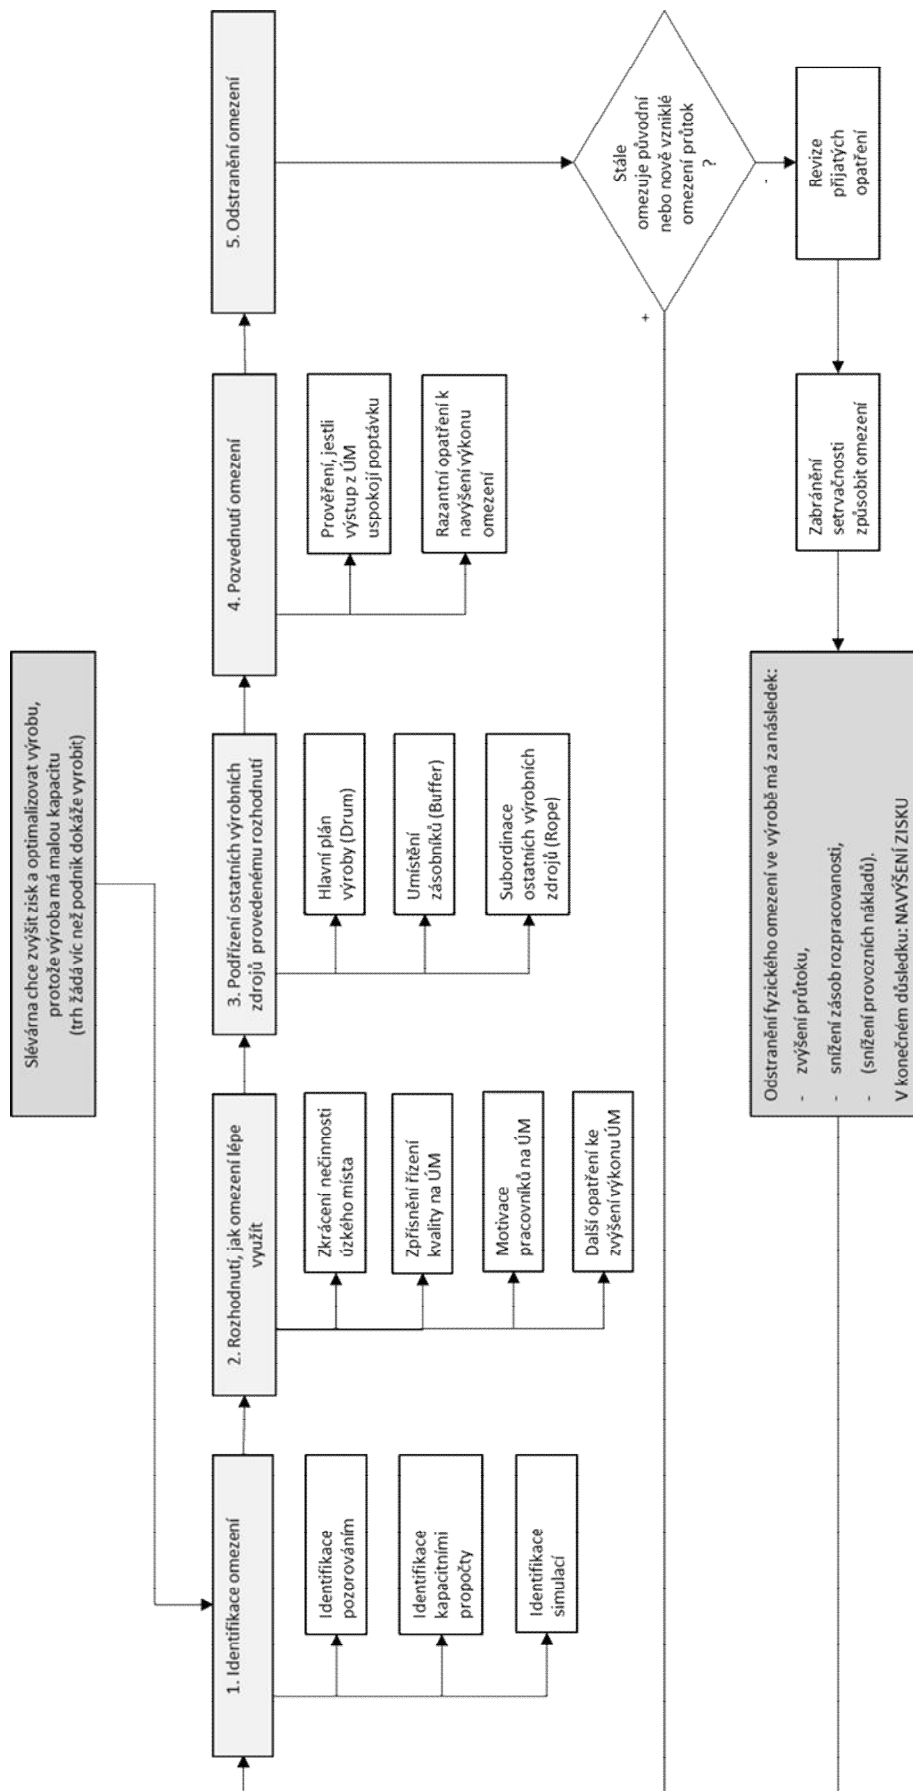 Slévárna chce zvýšit zisk a optimalizovat výrobu,
protože výroba má malou kapacitu
(trh žádá víc než podnik dokáže vyrobit)
1. Identifikace omezení
Identifikace
pozorováním
Identifikace
kapacitními
propočty
Identifikace
simulací
2. Rozhodnutí, jak omezení lépe
využít
Zkrácení nečinnosti
úzkého místa
Zpřísnění řízení
kvality na ÚM
Motivace
pracovníků na ÚM
Další opatření ke
zvýšení výkonu ÚM
3. Podřízení ostatních výrobních
zdrojů provedenému rozhodnutí
Hlavní plán
výroby (Drum)
Umístění
zásobníků (Buffer)
Subordinace
ostatních výrobních
zdrojů (Rope)
4. Pozvednutí omezení
Prověření, jestli
výstup z ÚM
uspokojí poptávku
Razantní opatření k
navýšení výkonu
omezení
5. Odstranění omezení
Stále
omezuje původní
nebo nově vzniklé
omezení průtok
?
+
-
Revize
přijatých
opatření
Zabránění
setrvačnosti
způsobit omezení
Odstranění fyzického omezení ve výrobě má za následek:
- zvýšení průtoku,
- snížení zásob rozpracovanosti,
- (snížení provozních nákladů).
V konečném důsledku: NAVÝŠENÍ ZISKU